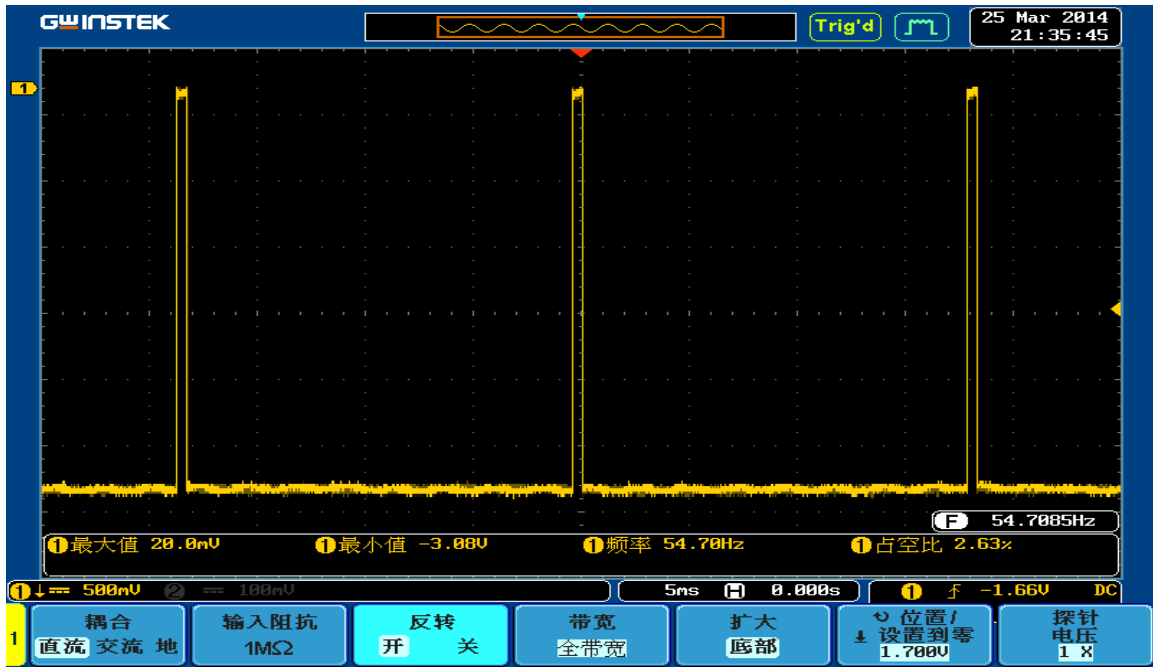 GWINSTEK
Trig'd
25 Mar 2014
21:35:45
1
F 54.7085Hz
1最大值 20.0mV 1最小值 -3.08V 1频率 54.70Hz 1占空比 2.63%
1 500mV 2 100mV 5ms H 0.000s 1 -1.66V DC
1
耦合
直流 交流 地
输入阻抗
1MΩ
反转
开 关
带宽
全带宽
扩大
底部
位置/
设置到零
1.700V
探针
电压
1 X